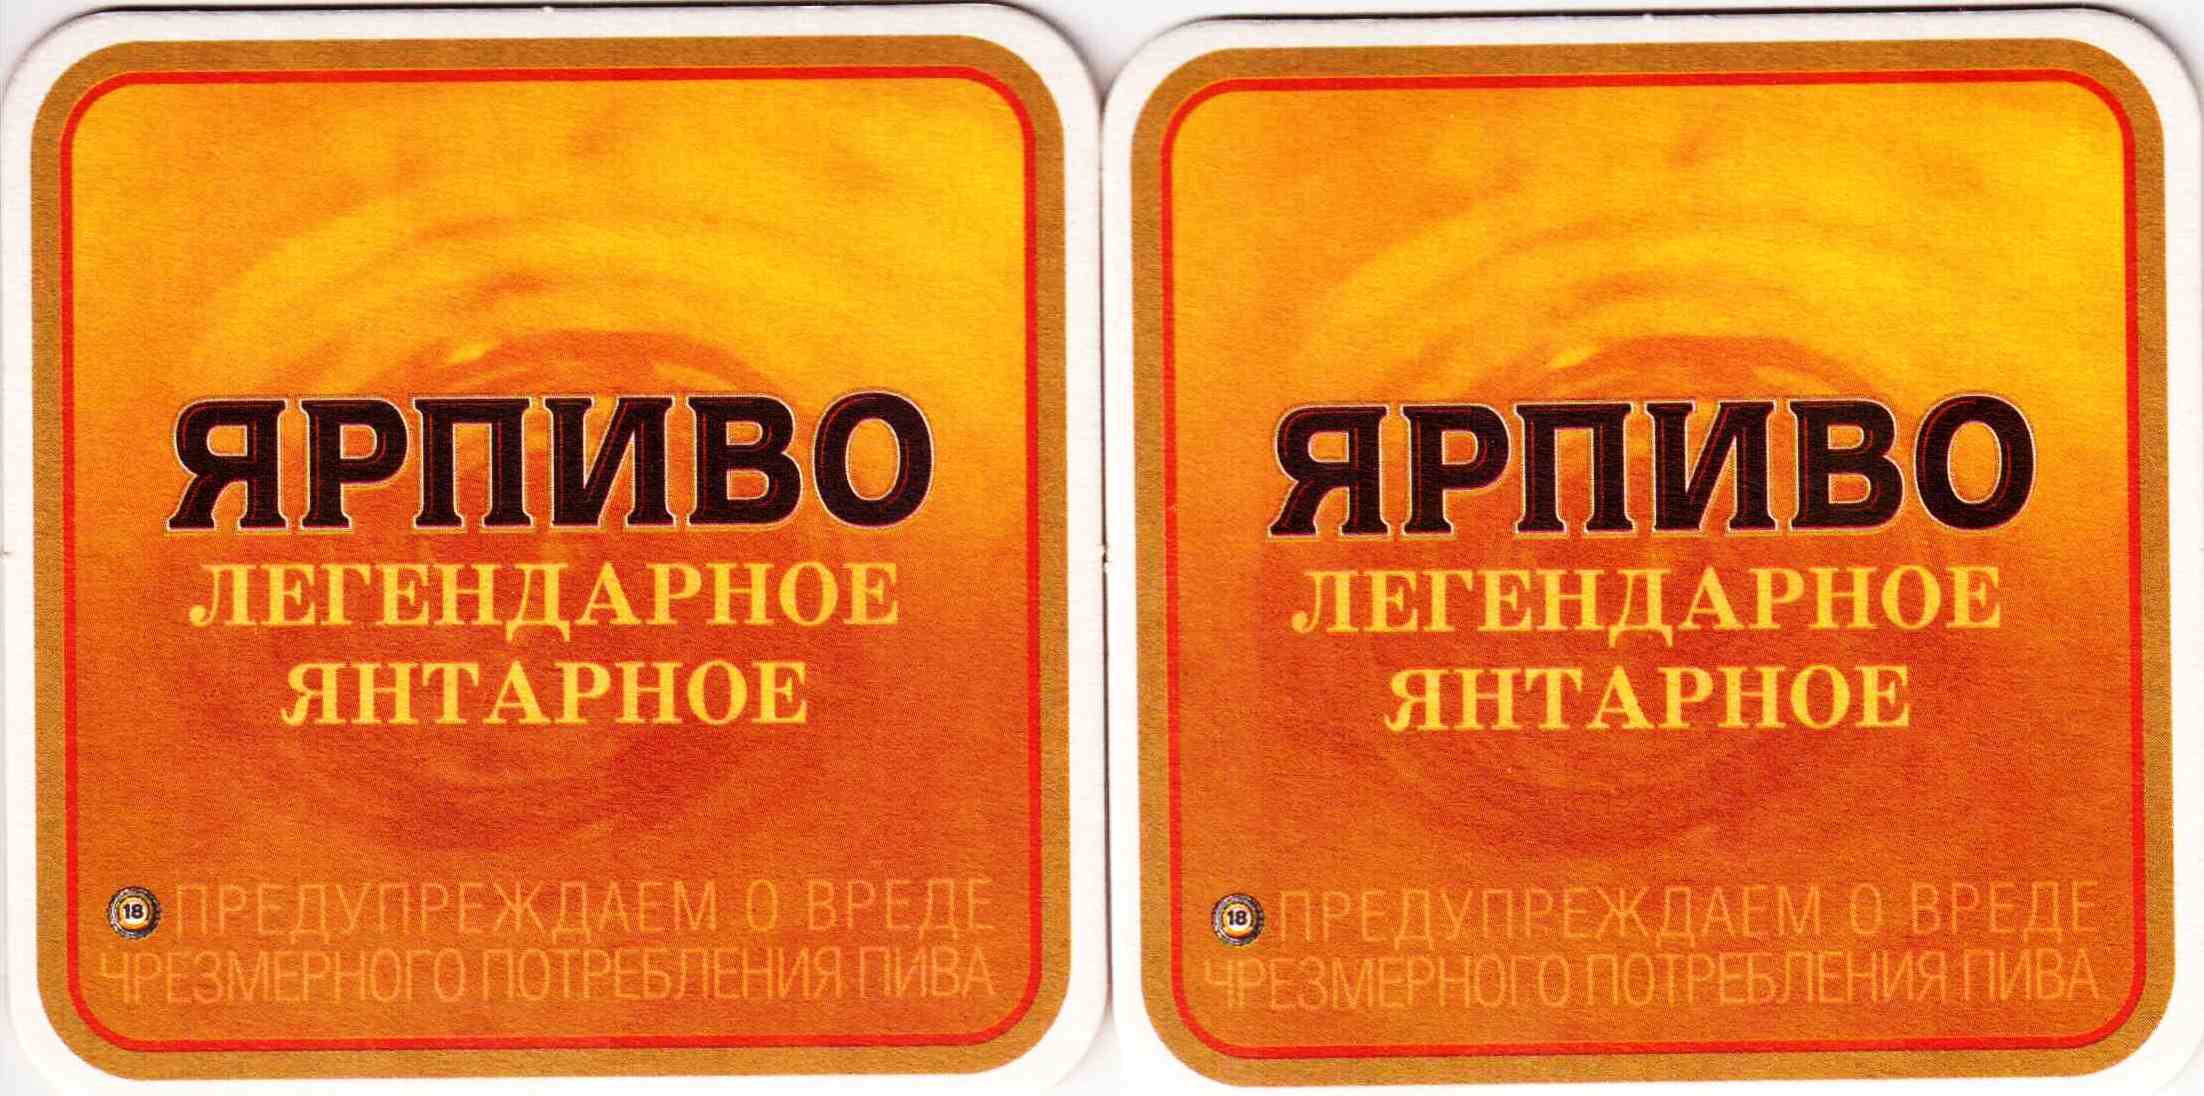 ЯРПИВО
ЛЕГЕНДАРНОЕ
ЯНТАРНОЕ
18 ПРЕДУПРЕЖДАЕМ О ВРЕДЕ
ЧРЕЗМЕРНОГО ПОТРЕБЛЕНИЯ ПИВА
ЯРПИВО
ЛЕГЕНДАРНОЕ
ЯНТАРНОЕ
18 ПРЕДУПРЕЖДАЕМ О ВРЕДЕ
ЧРЕЗМЕРНОГО ПОТРЕБЛЕНИЯ ПИВА